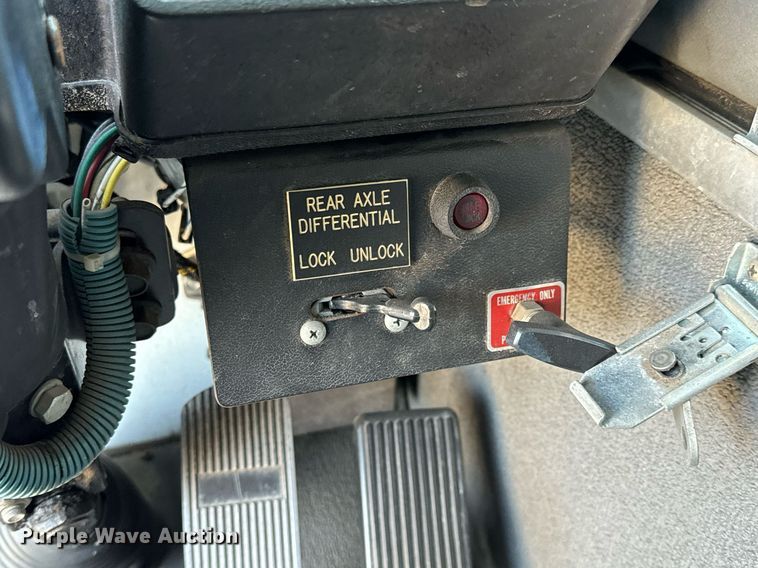 REAR AXLE
DIFFERENTIAL
LOCK UNLOCK
EMERGENCY ONLY
Purple Wave Auction